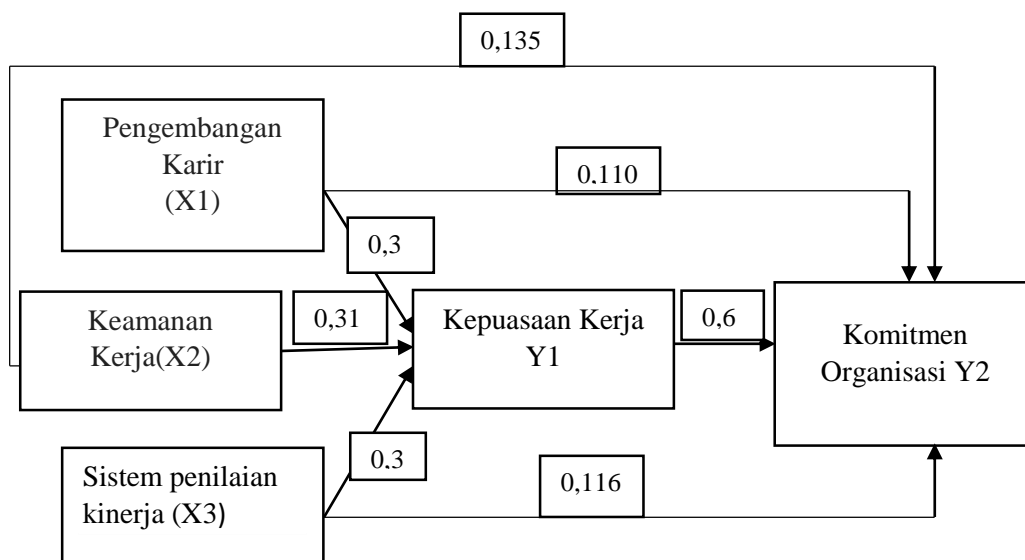 0,135
Pengembangan
Karir
(X1)
0,110
0,3
Keamanan
Kerja(X2)
0,31
Kepuasaan Kerja
Y1
0,6
Komitmen
Organisasi Y2
0,3
Sistem penilaian
kinerja (X3)
0,116